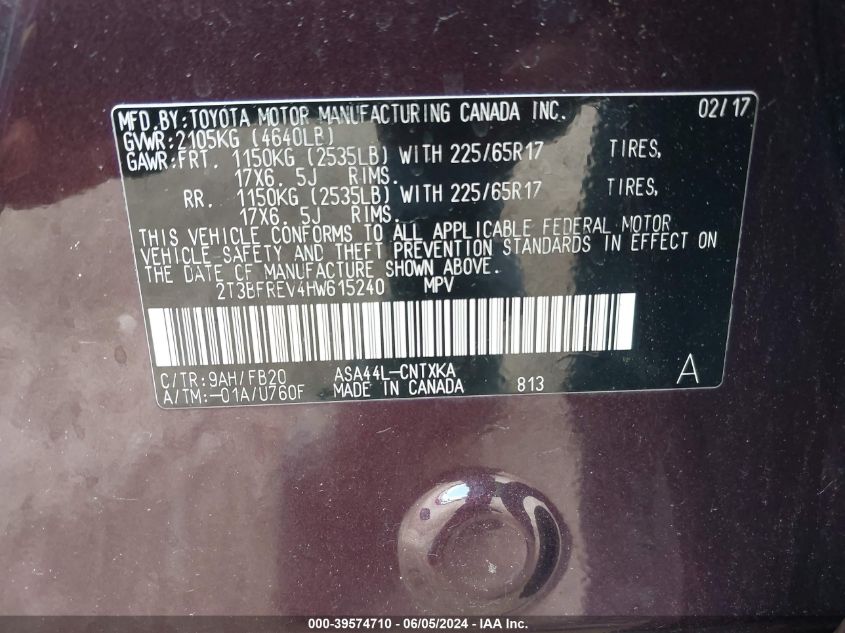 MFD.BY:TOYOTA MOTOR MANUFACTURING CANADA INC. 02/17
GVWR:2105KG (4640LB)
GAWR:FRT. 1150KG (2535LB) WITH 225/65R17 TIRES,
17X6. 5J RIMS.
RR. 1150KG (2535LB) WITH 225/65R17 TIRES,
17X6. 5J RIMS.
THIS VEHICLE CONFORMS TO ALL APPLICABLE FEDERAL MOTOR
VEHICLE SAFETY AND THEFT PREVENTION STANDARDS IN EFFECT ON
THE DATE OF MANUFACTURE SHOWN ABOVE.
2T3BFREV4HW615240 MPV
C/TR:9AH/FB20 ASA44L-CNTXKA A
A/TM:-01A/U760F MADE IN CANADA 813
000-39574710 - 06/05/2024 - IAA Inc.